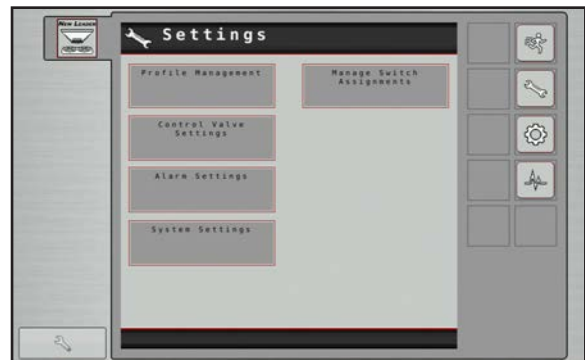 New Leader
Settings
Profile Management
Manage Switch
Assignments
Control Valve
Settings
Alarm Settings
System Settings